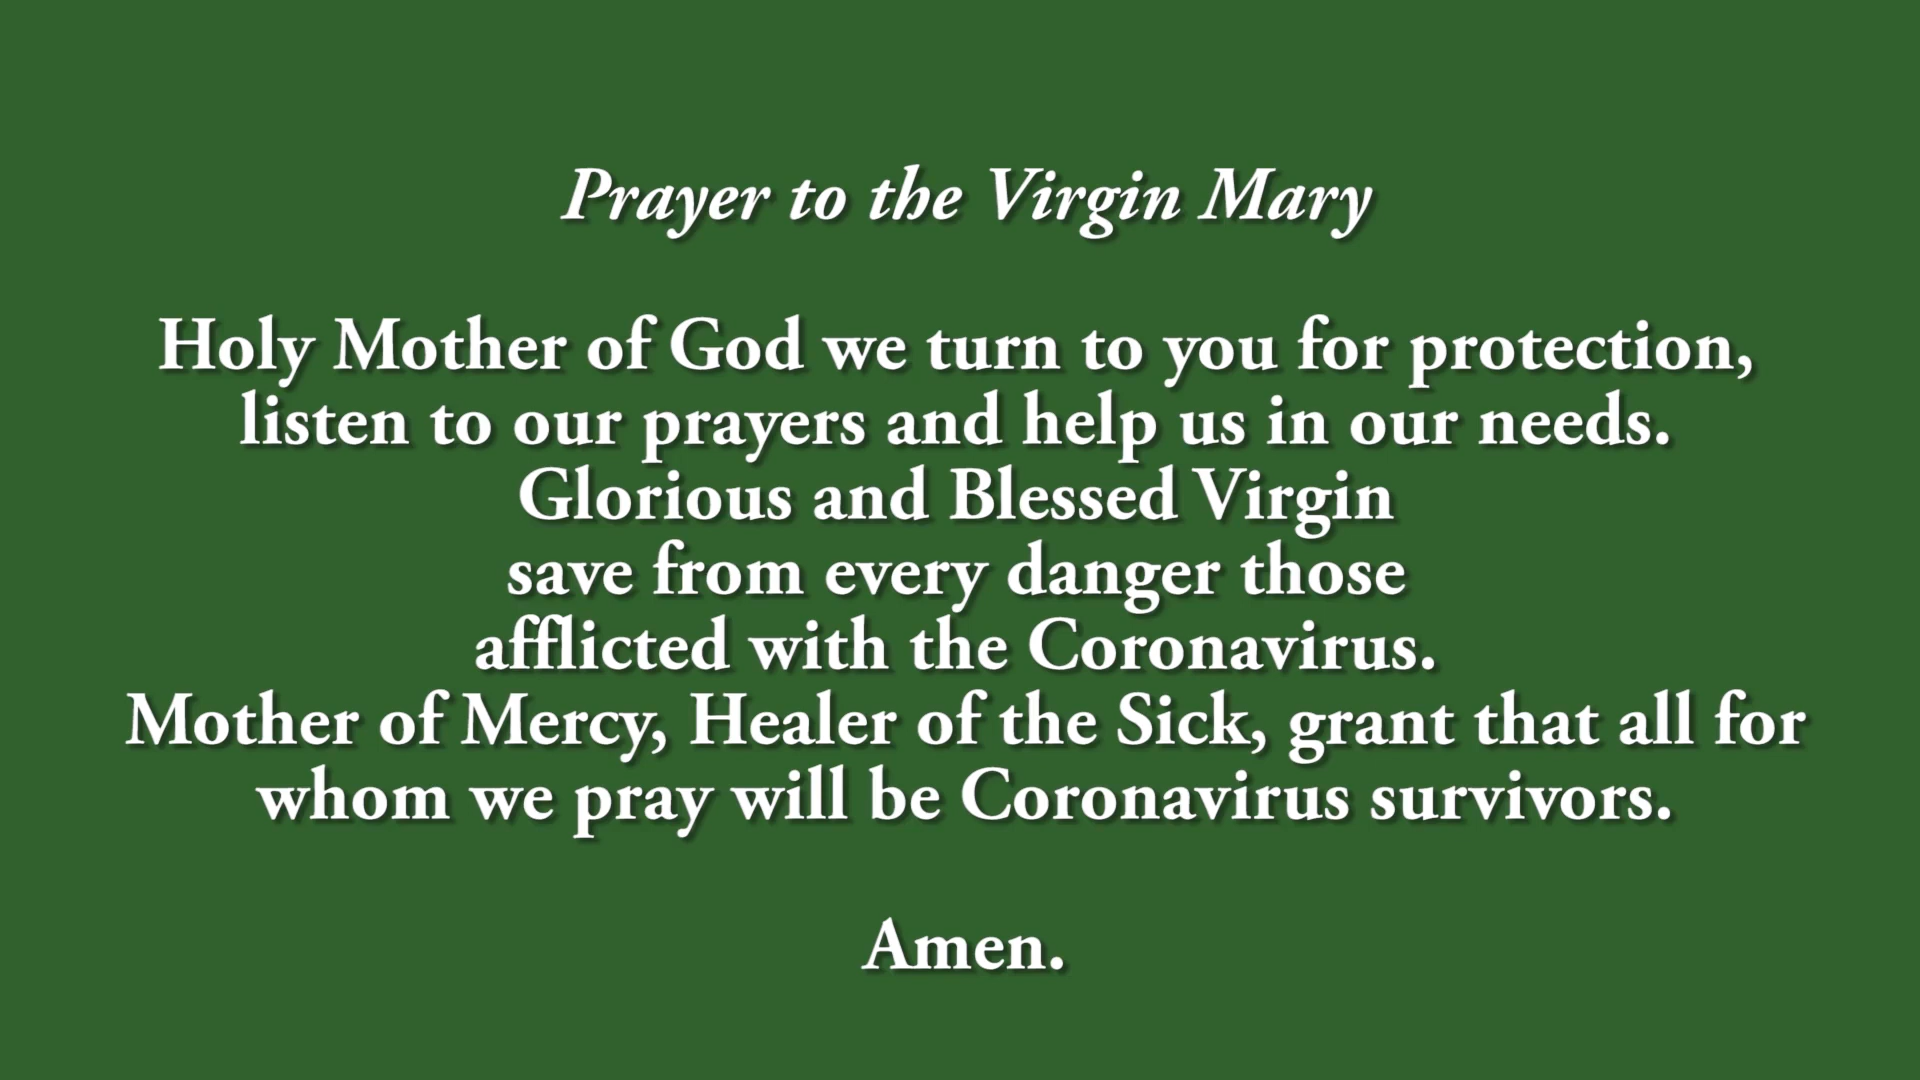 Prayer to the Virgin Mary
Holy Mother of God we turn to you for protection,
listen to our prayers and help us in our needs.
Glorious and Blessed Virgin
save from every danger those
afflicted with the Coronavirus.
Mother of Mercy, Healer of the Sick, grant that all for
whom we pray will be Coronavirus survivors.
Amen.